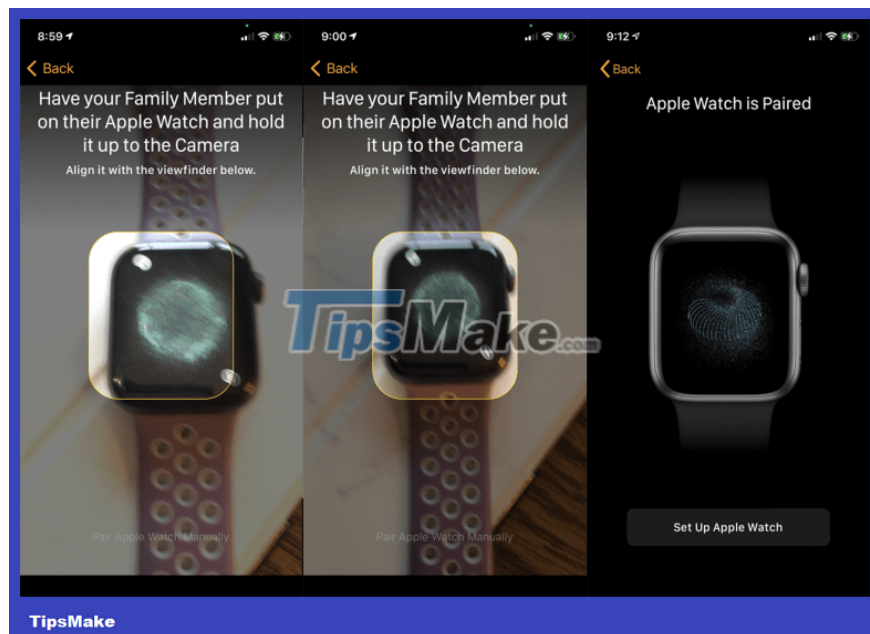 8:59
Back
Have your Family Member put
on their Apple Watch and hold
it up to the Camera
Align it with the viewfinder below.
Pair Apple Watch Manually
9:00
Back
Have your Family Member put
on their Apple Watch and hold
it up to the Camera
Align it with the viewfinder below.
Pair Apple Watch Manually
9:12
Back
Apple Watch is Paired
Set Up Apple Watch
TipsMake.com
TipsMake